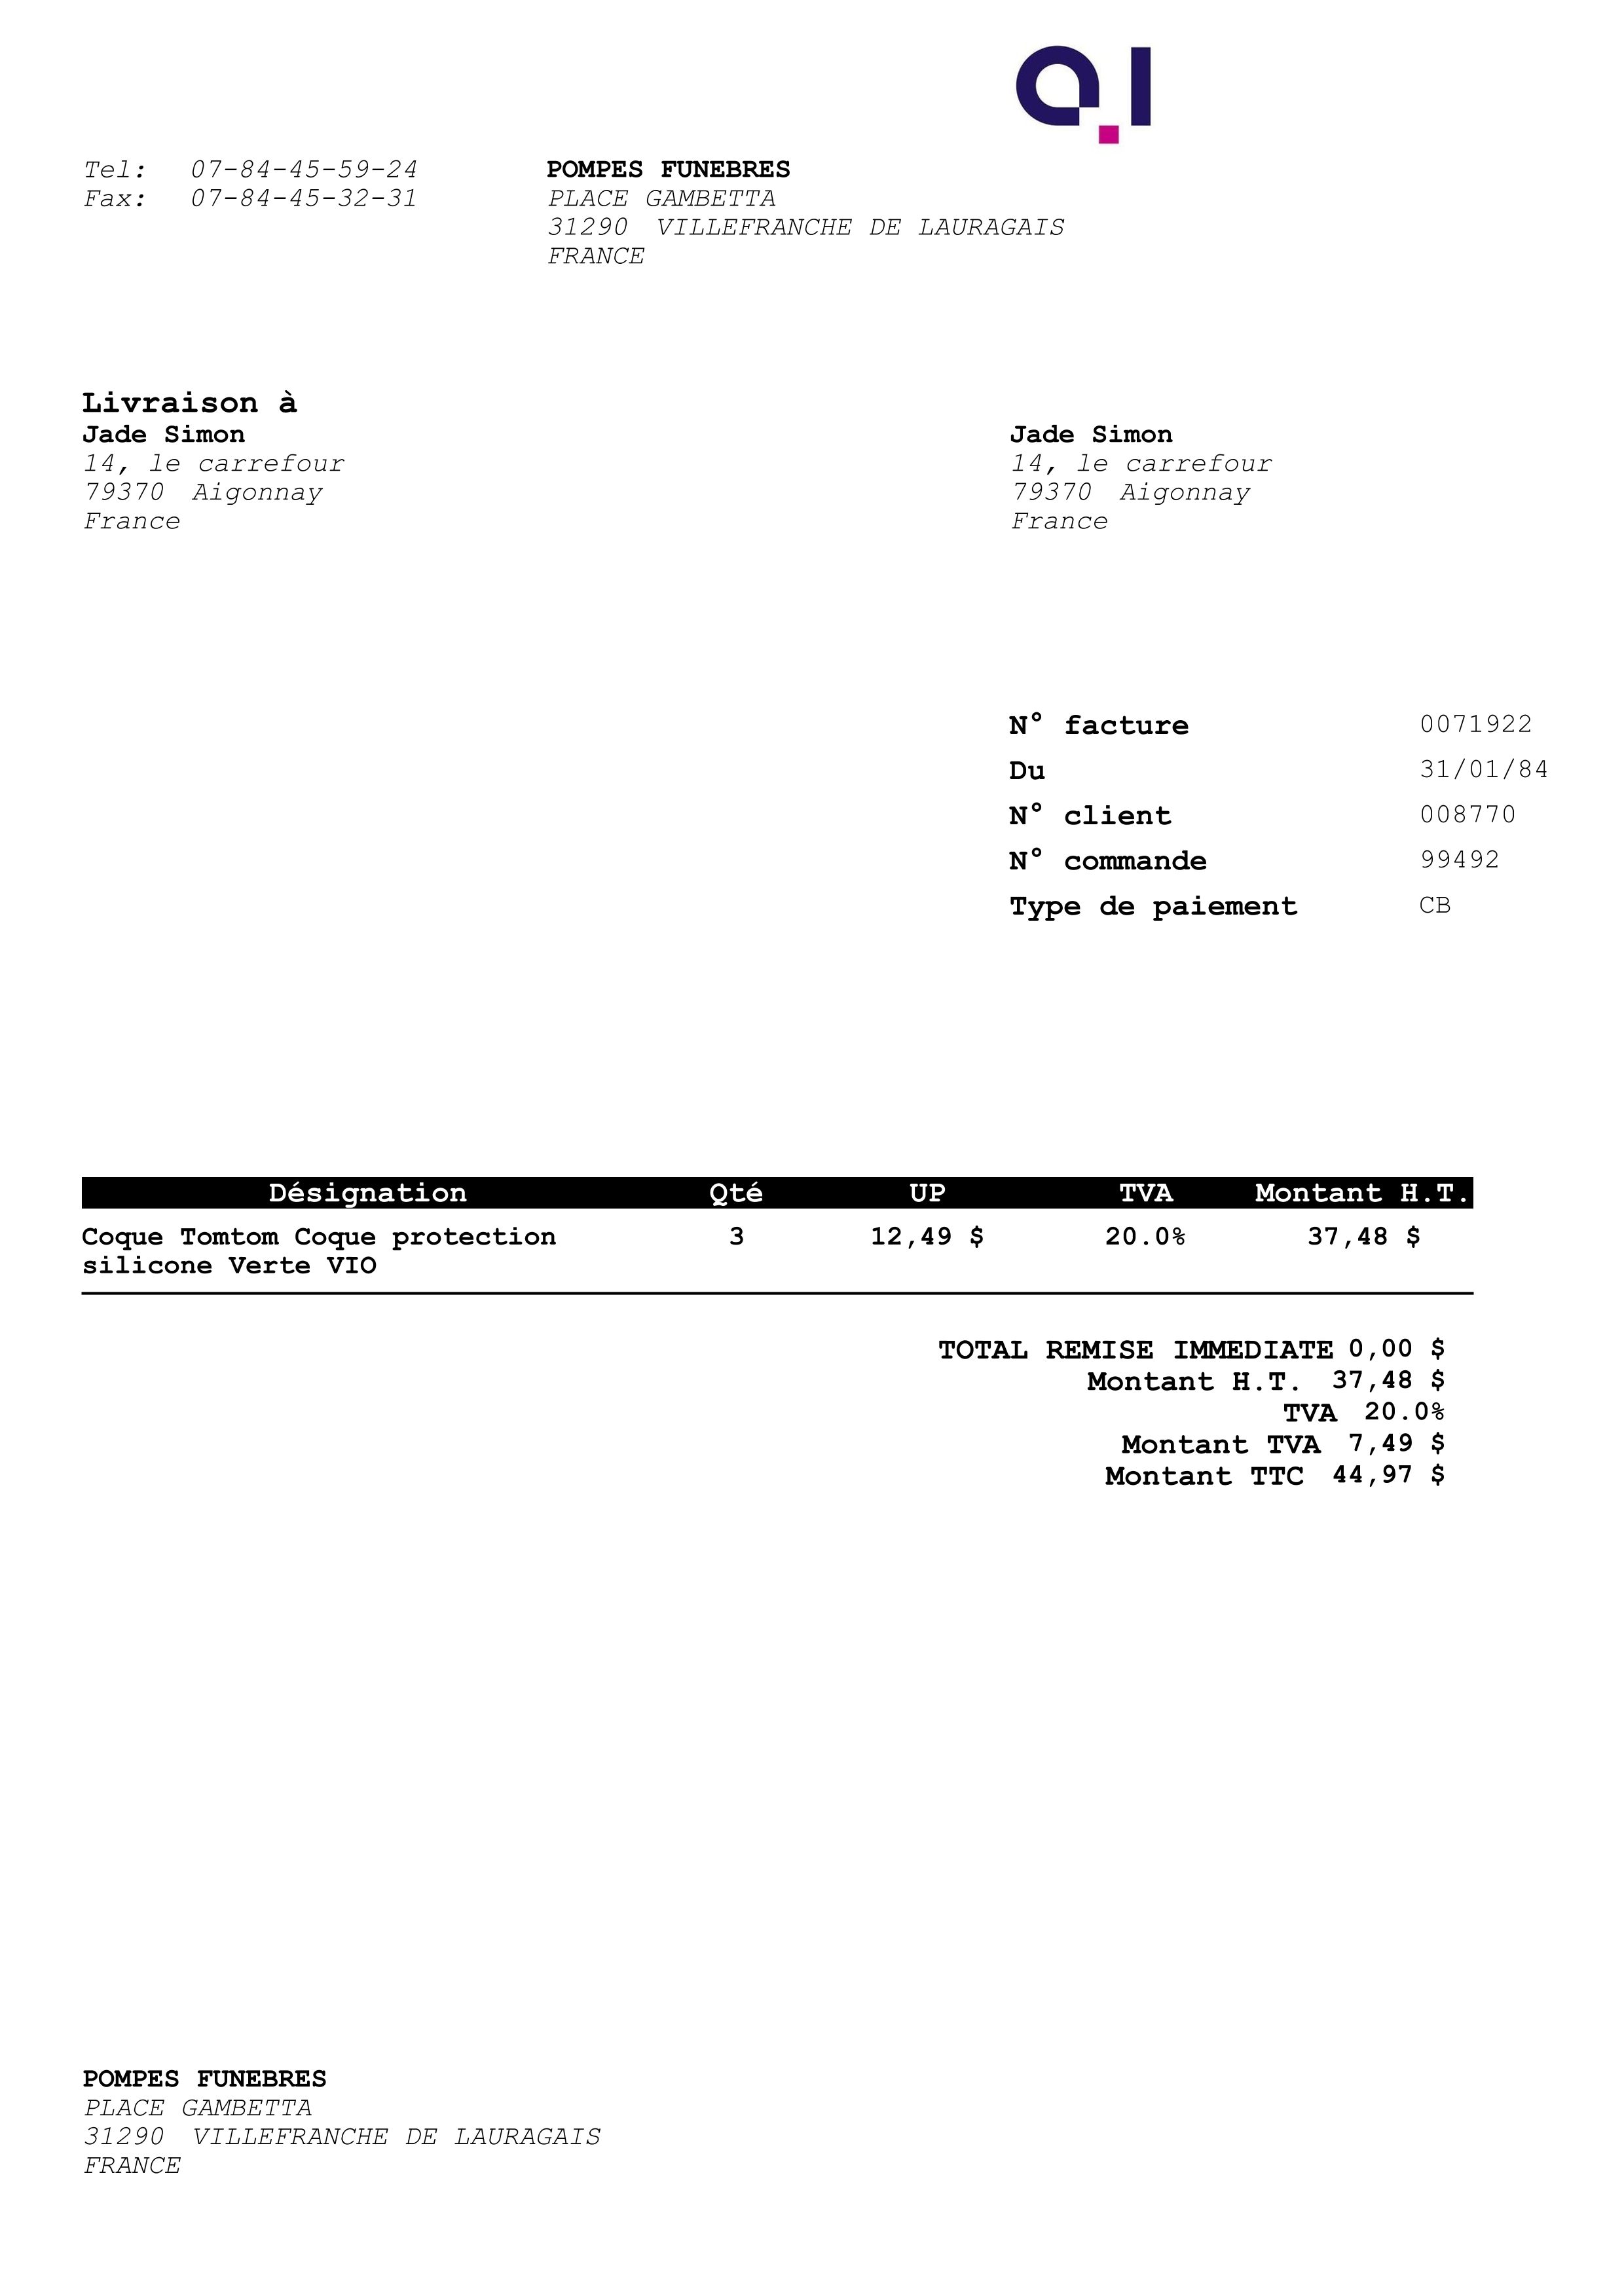 Tel: 07-84-45-59-24
Fax: 07-84-45-32-31
POMPES FUNEBRES
PLACE GAMBETTA
31290 VILLEFRANCHE DE LAURAGAIS
FRANCE
Livraison à
Jade Simon
14, le carrefour
79370 Aigonnay
France
Jade Simon
14, le carrefour
79370 Aigonnay
France
N° facture 0071922
Du 31/01/84
N° client 008770
N° commande 99492
Type de paiement CB
Désignation Qté UP TVA Montant H.T.
Coque Tomtom Coque protection 3 12,49 $ 20.0% 37,48 $
silicone Verte VIO
TOTAL REMISE IMMEDIATE 0,00 $
Montant H.T. 37,48 $
TVA 20.0%
Montant TVA 7,49 $
Montant TTC 44,97 $
POMPES FUNEBRES
PLACE GAMBETTA
31290 VILLEFRANCHE DE LAURAGAIS
FRANCE